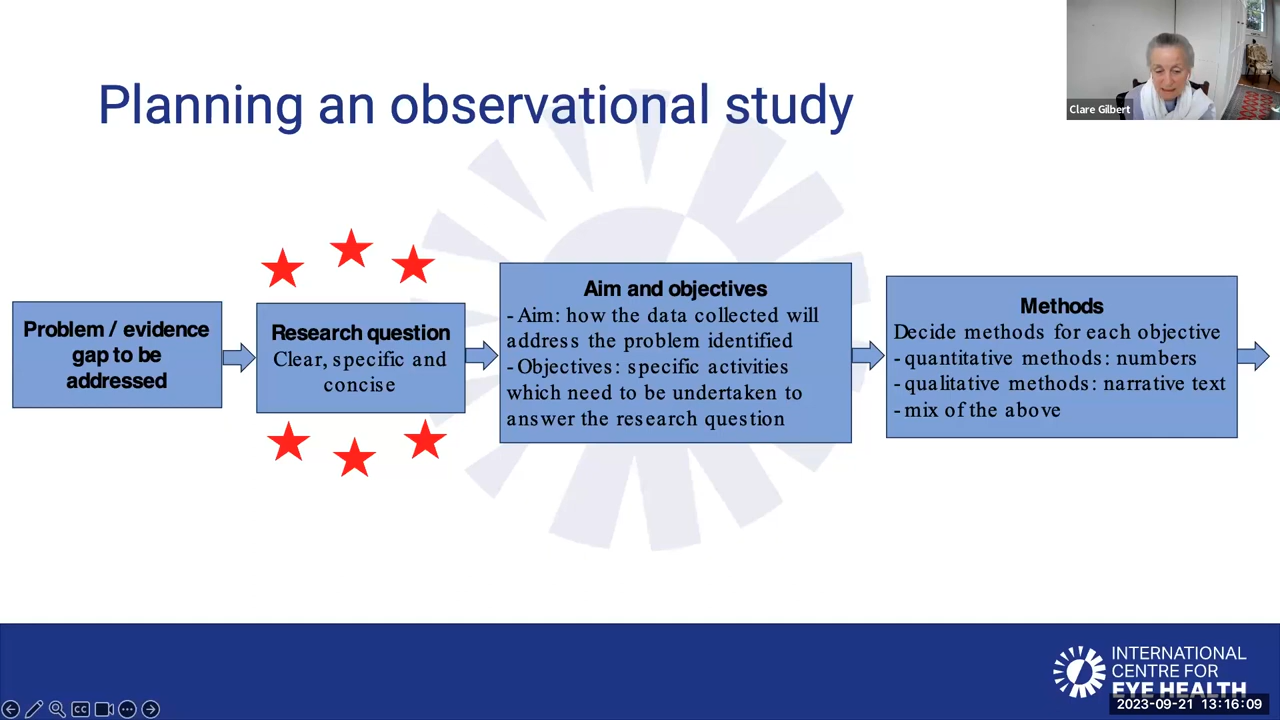 Clare Gilbert
Planning an observational study
Problem / evidence
gap to be
addressed
Research question
Clear, specific and
concise
Aim and objectives
- Aim: how the data collected will
address the problem identified
- Objectives: specific activities
which need to be undertaken to
answer the research question
Methods
Decide methods for each objective
- quantitative methods: numbers
- qualitative methods: narrative text
- mix of the above
INTERNATIONAL
CENTRE FOR
EYE HEALTH
2023-09-21 13:16:09
CC